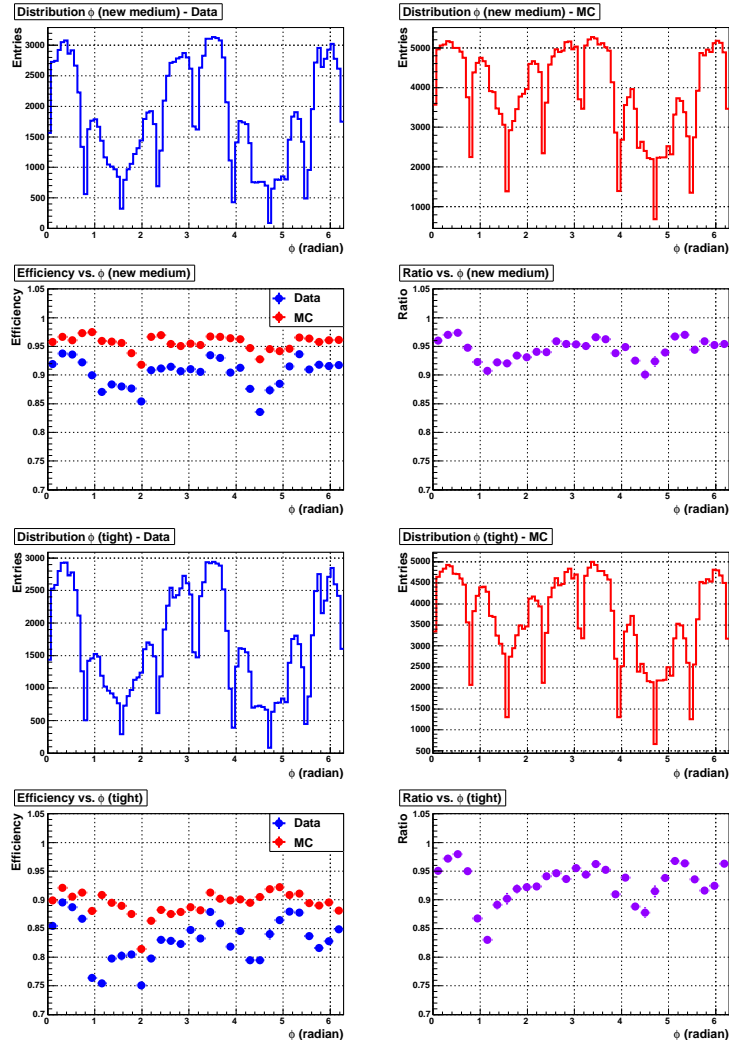 Distribution ϕ (new medium) - Data
Entries
3000
2500
2000
1500
1000
500
0
0 1 2 3 4 5 6
ϕ (radian)
Distribution ϕ (new medium) - MC
Entries
5000
4000
3000
2000
1000
0 1 2 3 4 5 6
ϕ (radian)
Efficiency vs. ϕ (new medium)
Efficiency
1.05
1
0.95
0.9
0.85
0.8
0.75
0.7
Data
MC
0 1 2 3 4 5 6
ϕ (radian)
Ratio vs. ϕ (new medium)
Ratio
1.05
1
0.95
0.9
0.85
0.8
0.75
0.7
0 1 2 3 4 5 6
ϕ (radian)
Distribution ϕ (tight) - Data
Entries
3000
2500
2000
1500
1000
500
0
0 1 2 3 4 5 6
ϕ (radian)
Distribution ϕ (tight) - MC
Entries
5000
4500
4000
3500
3000
2500
2000
1500
1000
500
0 1 2 3 4 5 6
ϕ (radian)
Efficiency vs. ϕ (tight)
Efficiency
1.05
1
0.95
0.9
0.85
0.8
0.75
0.7
Data
MC
0 1 2 3 4 5 6
ϕ (radian)
Ratio vs. ϕ (tight)
Ratio
1.05
1
0.95
0.9
0.85
0.8
0.75
0.7
0 1 2 3 4 5 6
ϕ (radian)